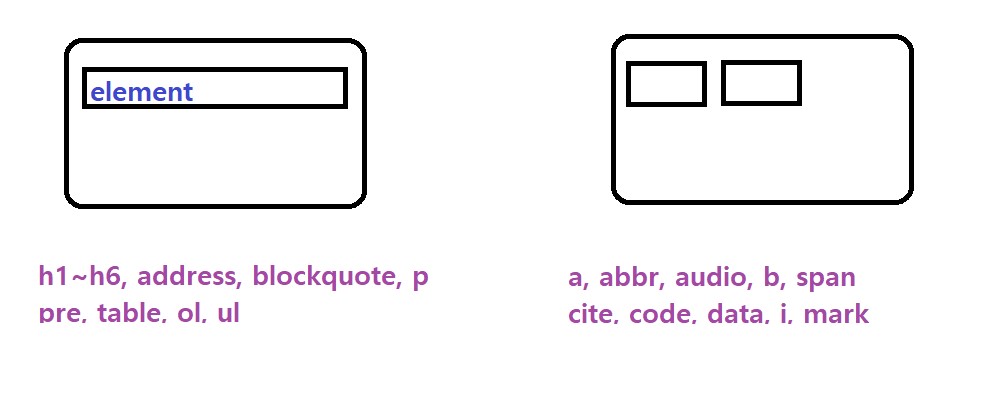 element
h1~h6, address, blockquote, p
pre, table, ol, ul
a, abbr, audio, b, span
cite, code, data, i, mark